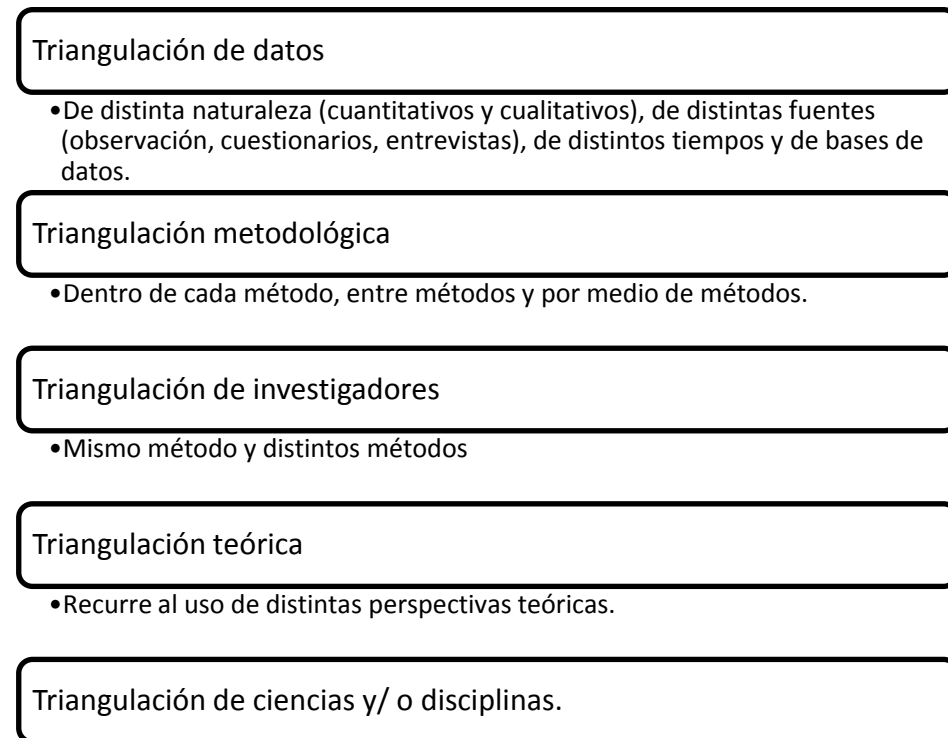 Triangulación de datos
•De distinta naturaleza (cuantitativos y cualitativos), de distintas fuentes
(observación, cuestionarios, entrevistas), de distintos tiempos y de bases de
datos.
Triangulación metodológica
•Dentro de cada método, entre métodos y por medio de métodos.
Triangulación de investigadores
•Mismo método y distintos métodos
Triangulación teórica
•Recurre al uso de distintas perspectivas teóricas.
Triangulación de ciencias y/ o disciplinas.